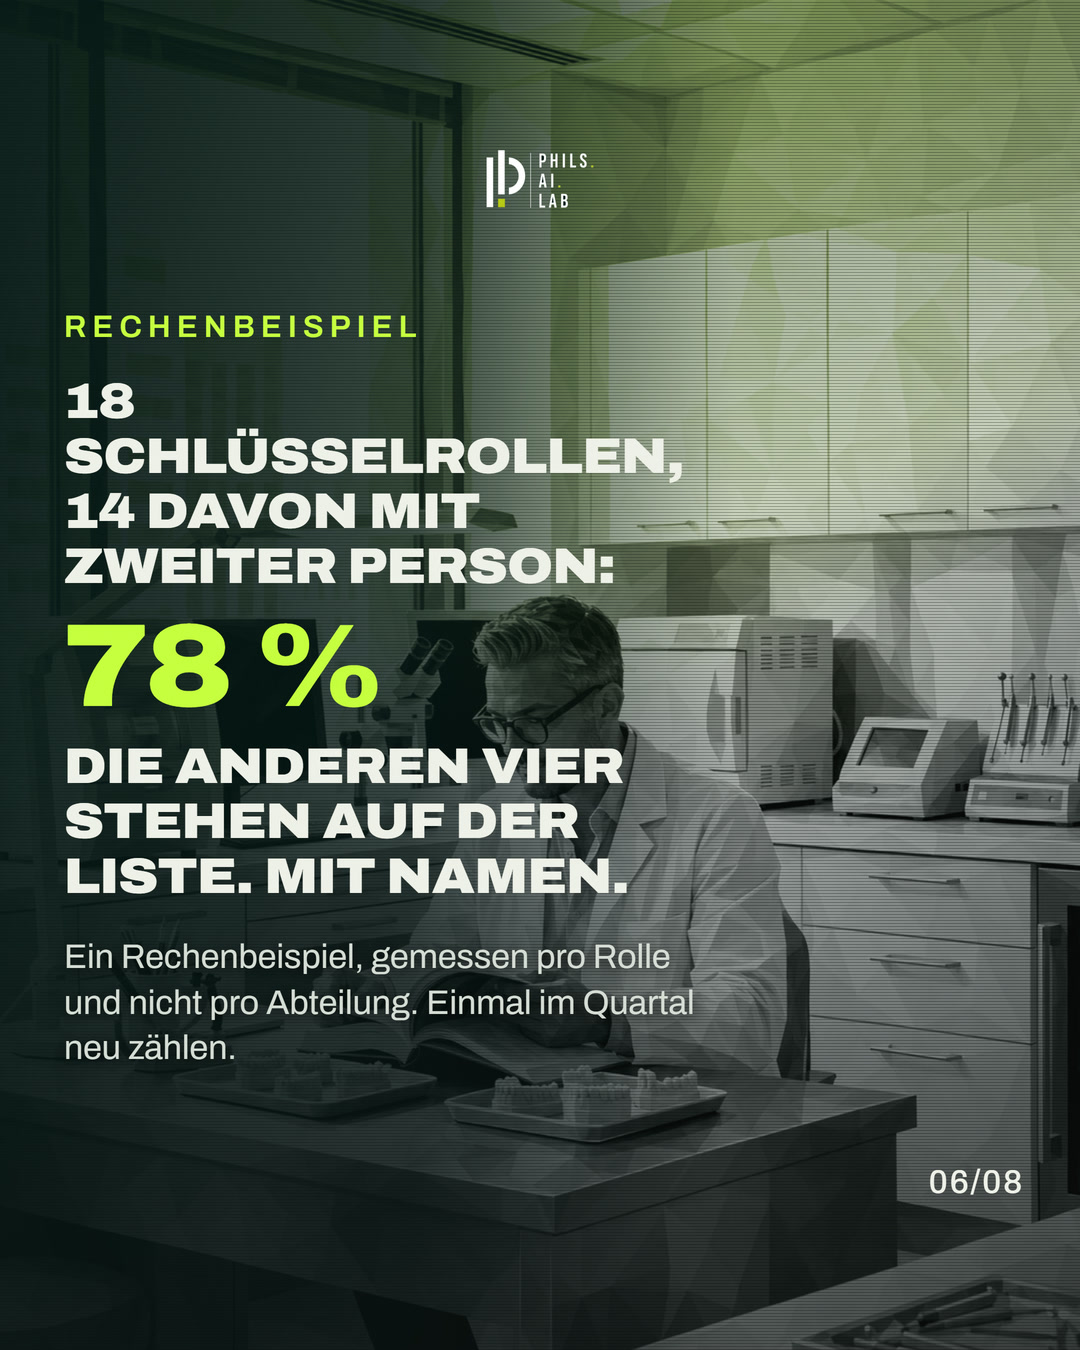 PHILS.
AI.
LAB
RECHENBEISPIEL
18
SCHLÜSSELROLLEN,
14 DAVON MIT
ZWEITER PERSON:
78 %
DIE ANDEREN VIER
STEHEN AUF DER
LISTE. MIT NAMEN.
Ein Rechenbeispiel, gemessen pro Rolle
und nicht pro Abteilung. Einmal im Quartal
neu zählen.
06/08